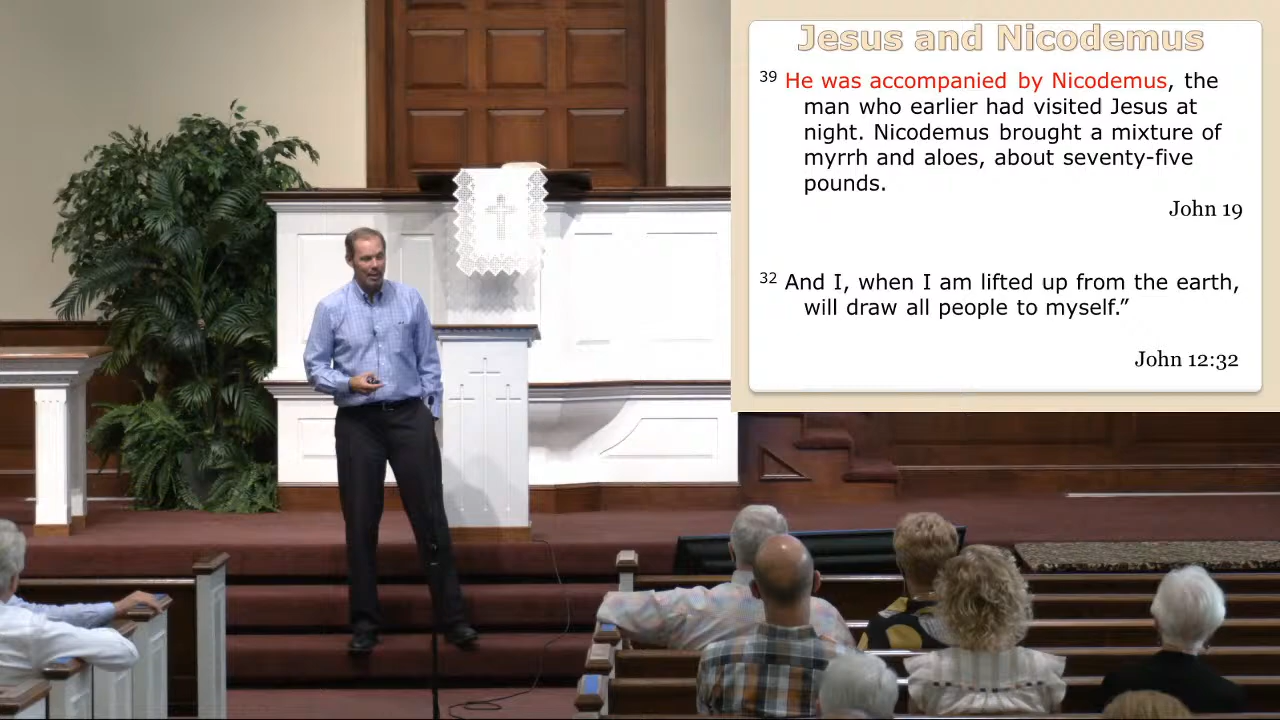 Jesus and Nicodemus
39 He was accompanied by Nicodemus, the
man who earlier had visited Jesus at
night. Nicodemus brought a mixture of
myrrh and aloes, about seventy-five
pounds.
John 19
32 And I, when I am lifted up from the earth,
will draw all people to myself.”
John 12:32